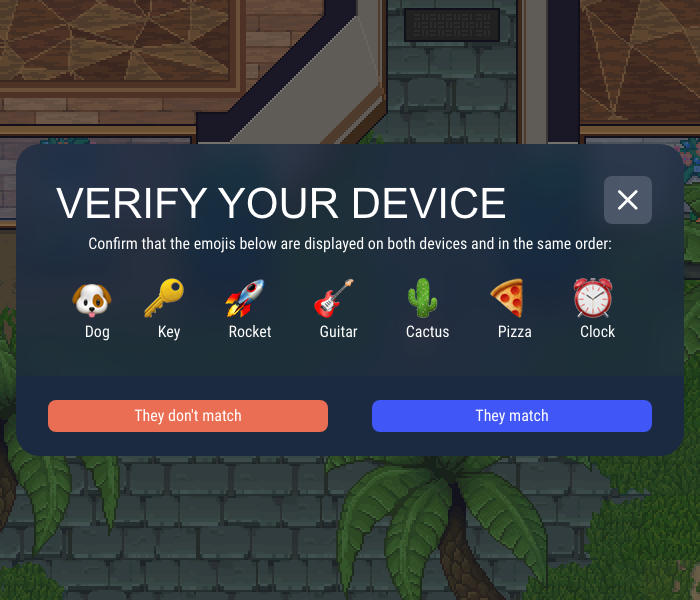 VERIFY YOUR DEVICE
Confirm that the emojis below are displayed on both devices and in the same order:
Dog Key Rocket Guitar Cactus Pizza Clock
They don't match They match